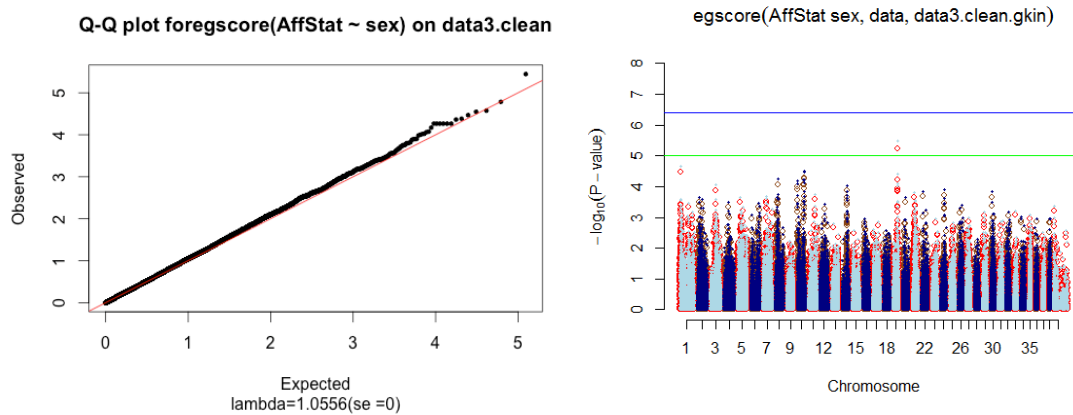 Q-Q plot foregscore(AffStat ~ sex) on data3.clean
Observed
5
4
3
2
1
0
0 1 2 3 4 5
Expected
lambda=1.0556(se =0)
egscore(AffStat sex, data, data3.clean.gkin)
−log10(P − value)
8
7
6
5
4
3
2
1
0
1 3 5 7 9 12 15 18 22 26 30 35
Chromosome